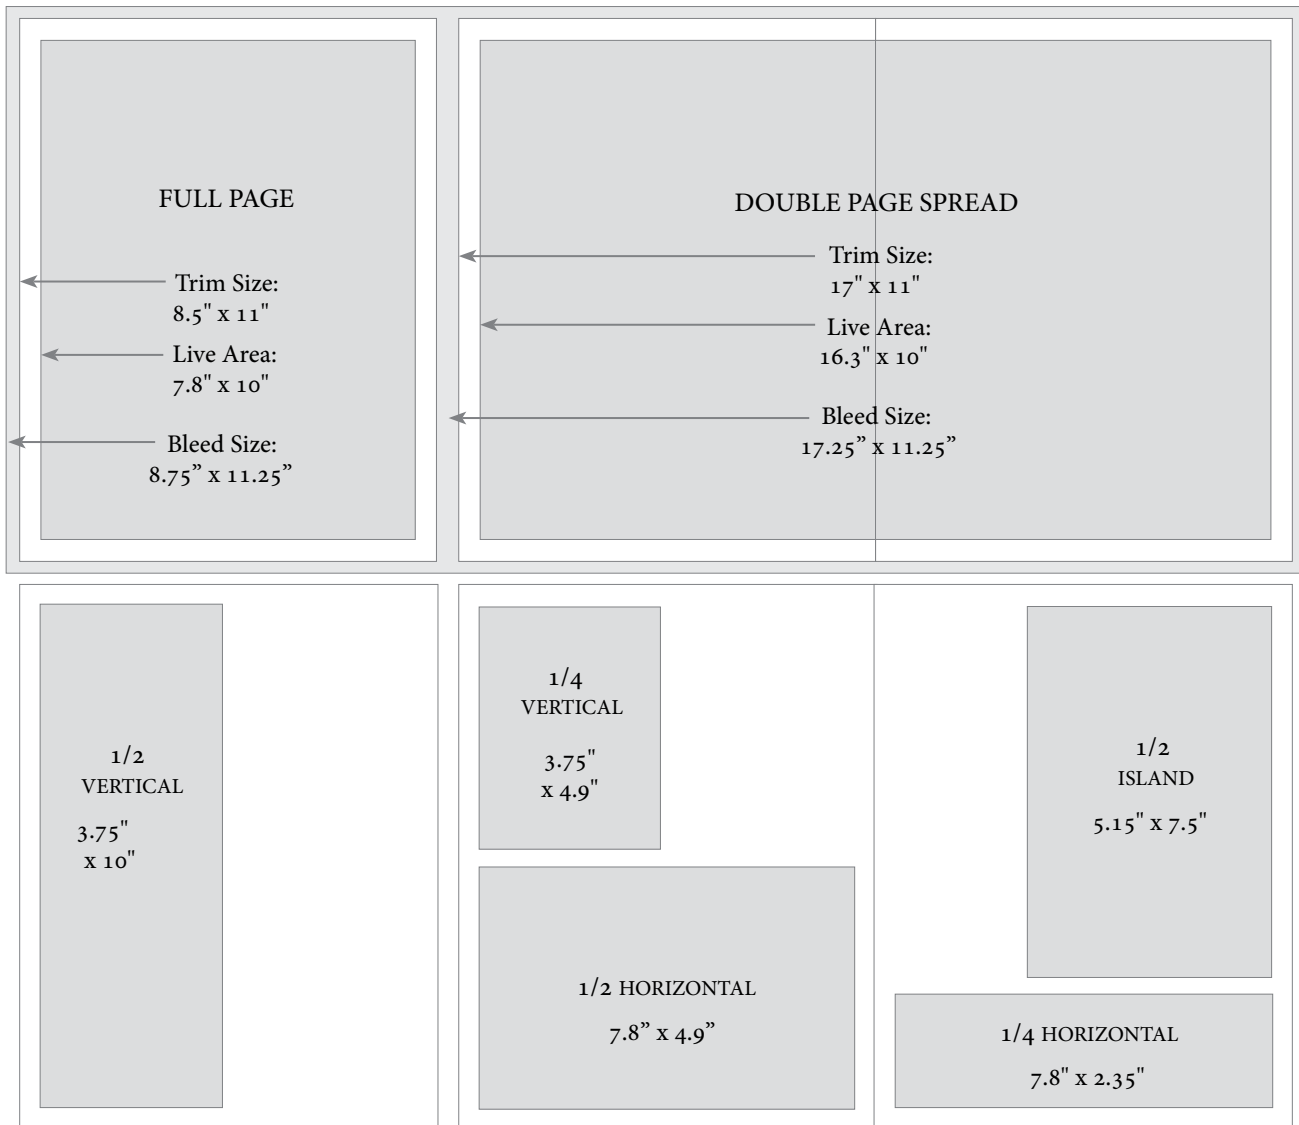 FULL PAGE
Trim Size:
8.5" x 11"
Live Area:
7.8" x 10"
Bleed Size:
8.75” x 11.25”
DOUBLE PAGE SPREAD
Trim Size:
17" x 11"
Live Area:
16.3" x 10"
Bleed Size:
17.25” x 11.25”
1/2
VERTICAL
3.75"
x 10"
1/4
VERTICAL
3.75"
x 4.9"
1/2 HORIZONTAL
7.8” x 4.9”
1/2
ISLAND
5.15" x 7.5"
1/4 HORIZONTAL
7.8" x 2.35"